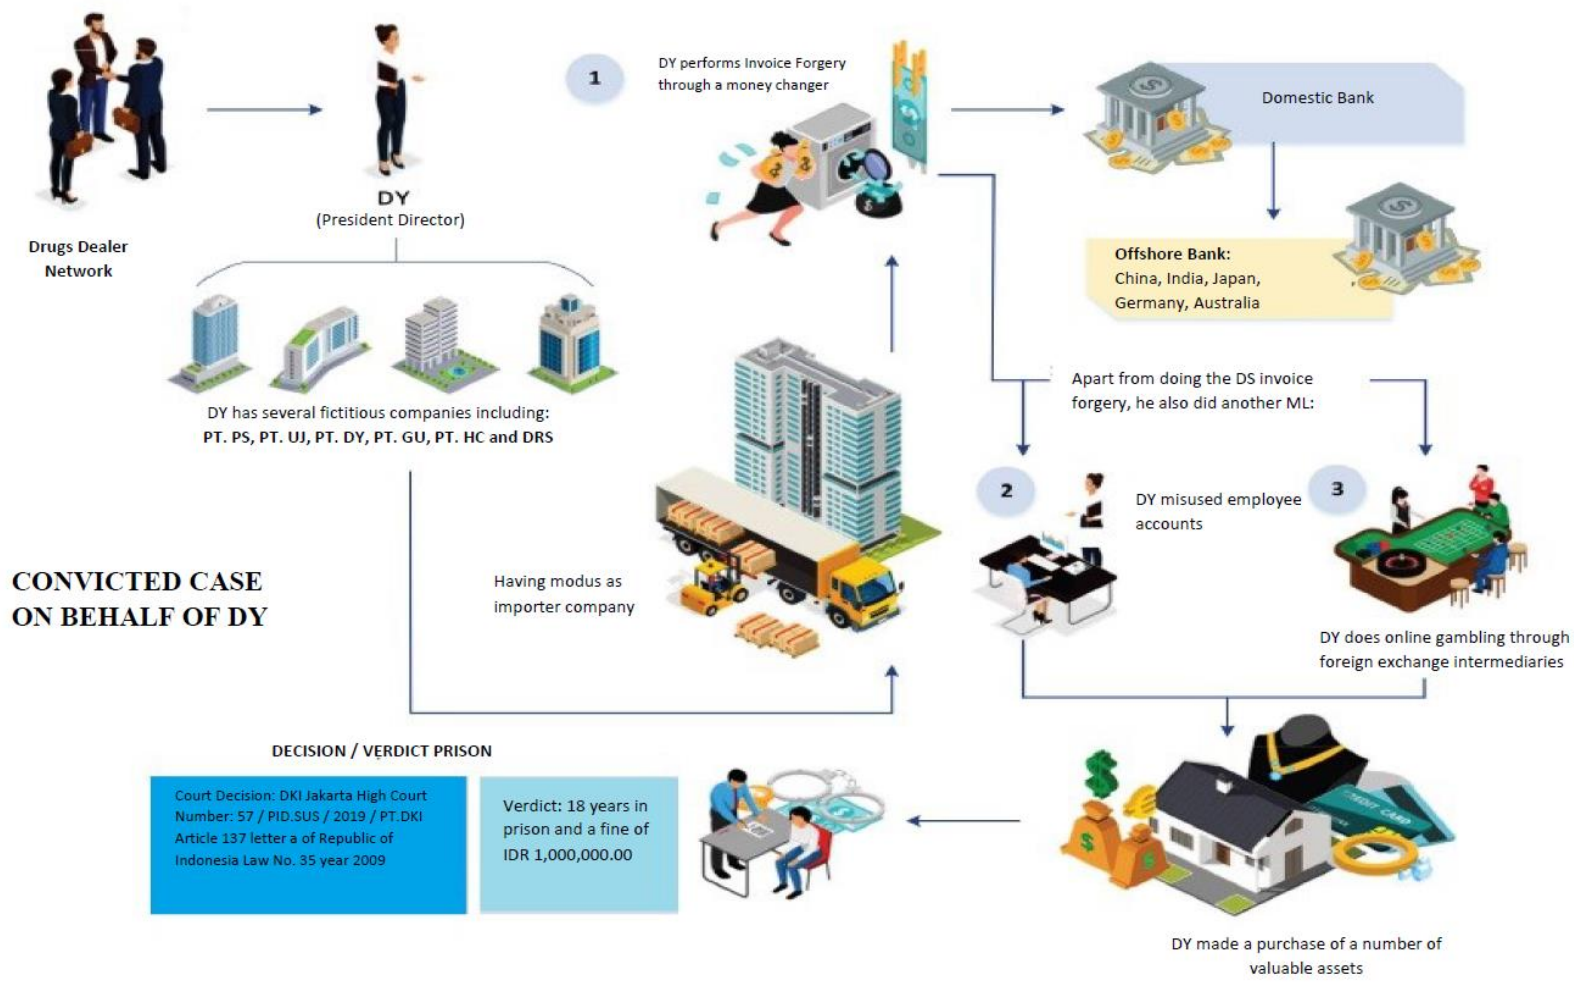 Drugs Dealer
Network
DY
(President Director)
DY has several fictitious companies including:
PT. PS, PT. UJ, PT. DY, PT. GU, PT. HC and DRS
CONVICTED CASE
ON BEHALF OF DY
Having modus as
importer company
1
DY performs Invoice Forgery
through a money changer
Domestic Bank
Offshore Bank:
China, India, Japan,
Germany, Australia
Apart from doing the DS invoice
forgery, he also did another ML:
2
DY misused employee
accounts
3
DY does online gambling through
foreign exchange intermediaries
CREDIT CARD
DY made a purchase of a number of
valuable assets
DECISION / VERDICT PRISON
Court Decision: DKI Jakarta High Court
Number: 57 / PID.SUS / 2019 / PT.DKI
Article 137 letter a of Republic of
Indonesia Law No. 35 year 2009
Verdict: 18 years in
prison and a fine of
IDR 1,000,000.00